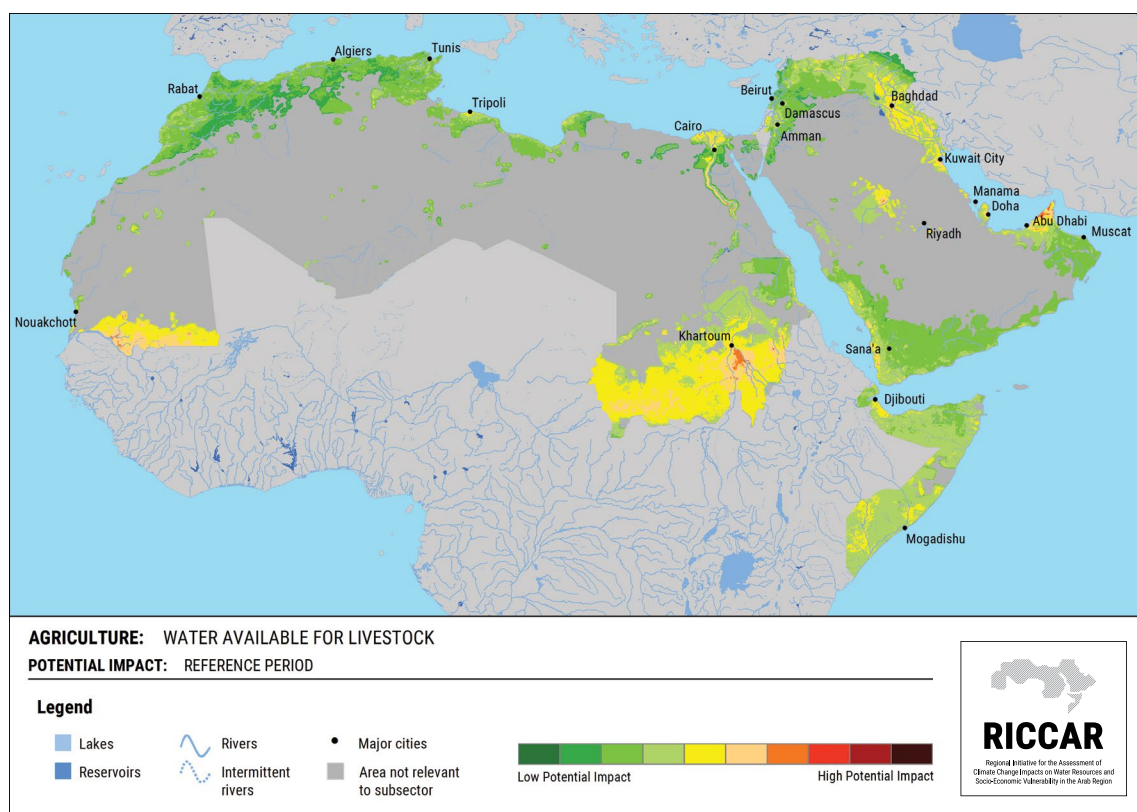 Algiers
Tunis
Rabat
Tripoli
Beirut
Baghdad
Damascus
Cairo
Amman
Kuwait City
Manama
Doha
Abu Dhabi
Riyadh
Muscat
Nouakchott
Khartoum
Sana'a
Djibouti
Mogadishu
AGRICULTURE: WATER AVAILABLE FOR LIVESTOCK
POTENTIAL IMPACT: REFERENCE PERIOD
Legend
Lakes
Reservoirs
Rivers
Intermittent
rivers
Major cities
Area not relevant
to subsector
Low Potential Impact
High Potential Impact
RICCAR
Regional Initiative for the Assessment of
Climate Change Impacts on Water Resources and
Socio-Economic Vulnerability in the Arab Region